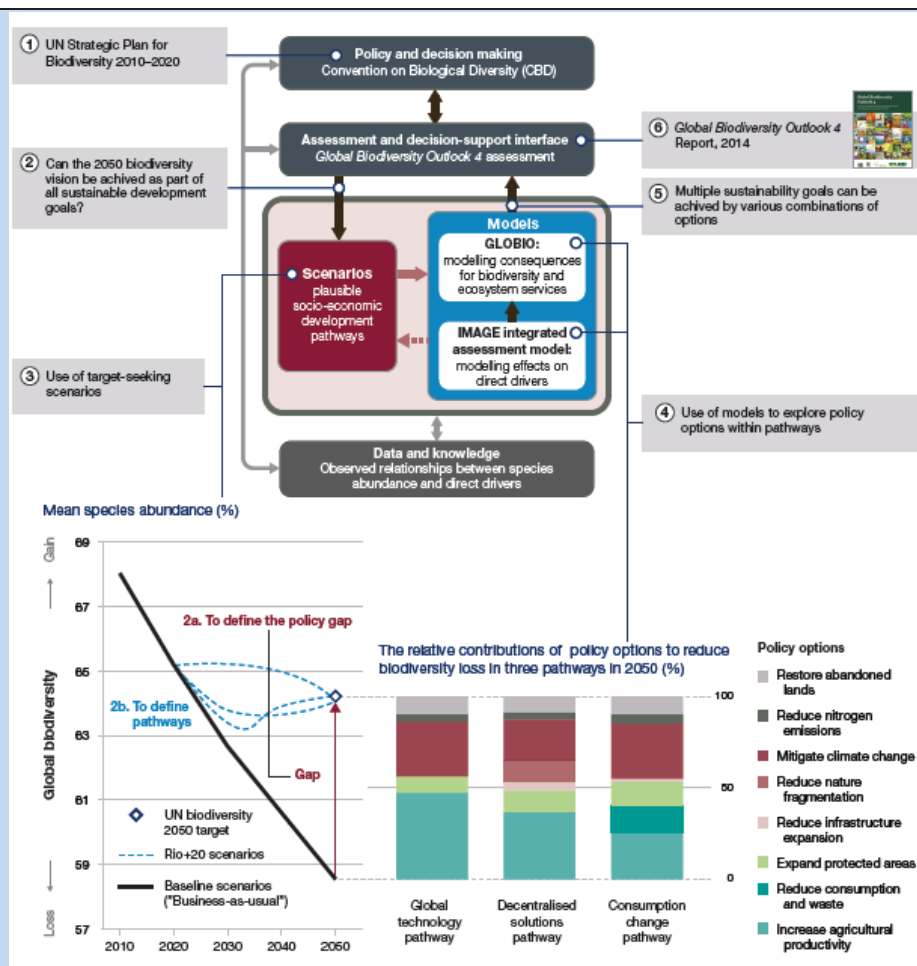 1 UN Strategic Plan for
Biodiversity 2010–2020
Policy and decision making
Convention on Biological Diversity (CBD)
Assessment and decision-support interface
Global Biodiversity Outlook 4 assessment
6 Global Biodiversity Outlook 4
Report, 2014
Global Biodiversity
Outlook 4
2 Can the 2050 biodiversity
vision be achived as part of
all sustainable development
goals?
5 Multiple sustainability goals can be
achived by various combinations of
options
Models
GLOBIO:
modelling consequences
for biodiversity and
ecosystem services
Scenarios
plausible
socio-economic
development
pathways
IMAGE integrated
assessment model:
modelling effects on
direct drivers
3 Use of target-seeking
scenarios
4 Use of models to explore policy
options within pathways
Data and knowledge
Observed relationships between species
abundance and direct drivers
Mean species abundance (%)
Gain
Global biodiversity
Loss
69
67
65
63
61
59
57
2010
2020
2030
2040
2050
2a. To define the policy gap
2b. To define
pathways
Gap
UN biodiversity
2050 target
Rio+20 scenarios
Baseline scenarios
("Business-as-usual")
The relative contributions of policy options to reduce
biodiversity loss in three pathways in 2050 (%)
100
50
0
Global
technology
pathway
Decentralised
solutions
pathway
Consumption
change
pathway
Policy options
Restore abandoned
lands
Reduce nitrogen
emissions
Mitigate climate change
Reduce nature
fragmentation
Reduce infrastructure
expansion
Expand protected areas
Reduce consumption
and waste
Increase agricultural
productivity